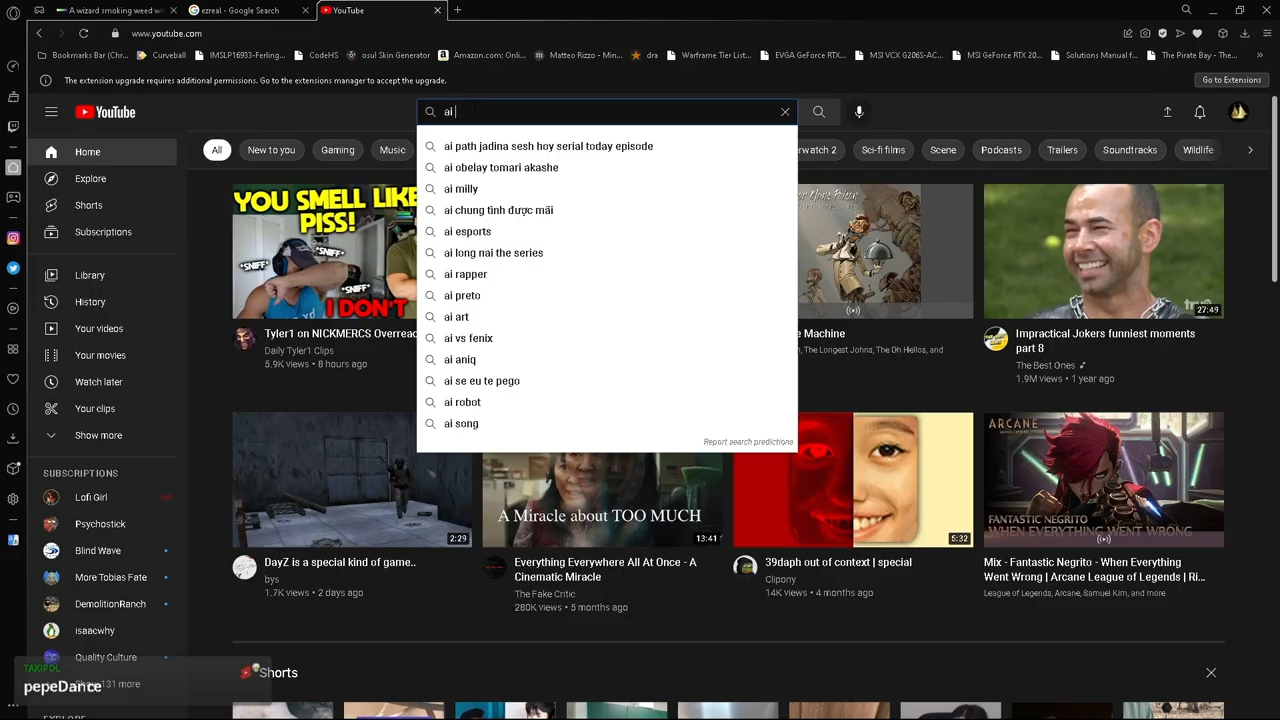 A wizard smoking weed wi
ezreal - Google Search
YouTube
www.youtube.com
Bookmarks Bar (Chr...
Curveball
IMSLP16933-Ferling...
CodeHS
osu! Skin Generator
Amazon.com: Onli...
Matteo Rizzo - Min...
dra
Warframe Tier List...
EVGA GeForce RTX...
MSI VCX G206S-AC...
MSI GeForce RTX 20...
Solutions Manual f...
The Pirate Bay - The...
The extension upgrade requires additional permissions. Go to the extensions manager to accept the upgrade.
Go to Extensions
YouTube
ai
All
New to you
Gaming
Music
erwatch 2
Sci-fi films
Scene
Podcasts
Trailers
Soundtracks
Wildlife
ai path jadina sesh hoy serial today episode
ai obelay tomari akashe
ai milly
ai chung tình được mãi
ai esports
ai long nai the series
ai rapper
ai preto
ai art
ai vs fenix
ai aniq
ai se eu te pego
ai robot
ai song
Report search predictions
Home
Explore
Shorts
Subscriptions
Library
History
Your videos
Your movies
Watch later
Your clips
Show more
SUBSCRIPTIONS
Lofi Girl
Psychostick
Blind Wave
More Tobias Fate
DemolitionRanch
isaacwhy
Quality Culture
Show 131 more
TAXIPDL
pepeDance
YOU SMELL LIKE
PISS!
*SNIFF*
*SNIFF*
*SNIFF*
I DON'T
Tyler1 on NICKMERCS Overreac
Daily Tyler1 Clips
5.9K views • 8 hours ago
e Machine
n, The Longest Johns, The Oh Hellos, and
27:49
Impractical Jokers funniest moments
part 8
The Best Ones
1.9M views • 1 year ago
2:29
DayZ is a special kind of game..
bys
1.7K views • 2 days ago
A Miracle about TOO MUCH
13:41
Everything Everywhere All At Once - A
Cinematic Miracle
The Fake Critic
280K views • 5 months ago
5:32
39daph out of context | special
Clipony
14K views • 4 months ago
ARCANE
FANTASTIC NEGRITO
WHEN EVERYTHING WENT WRONG
Mix - Fantastic Negrito - When Everything
Went Wrong | Arcane League of Legends | Ri...
League of Legends, Arcane, Samuel Kim, and more
Shorts